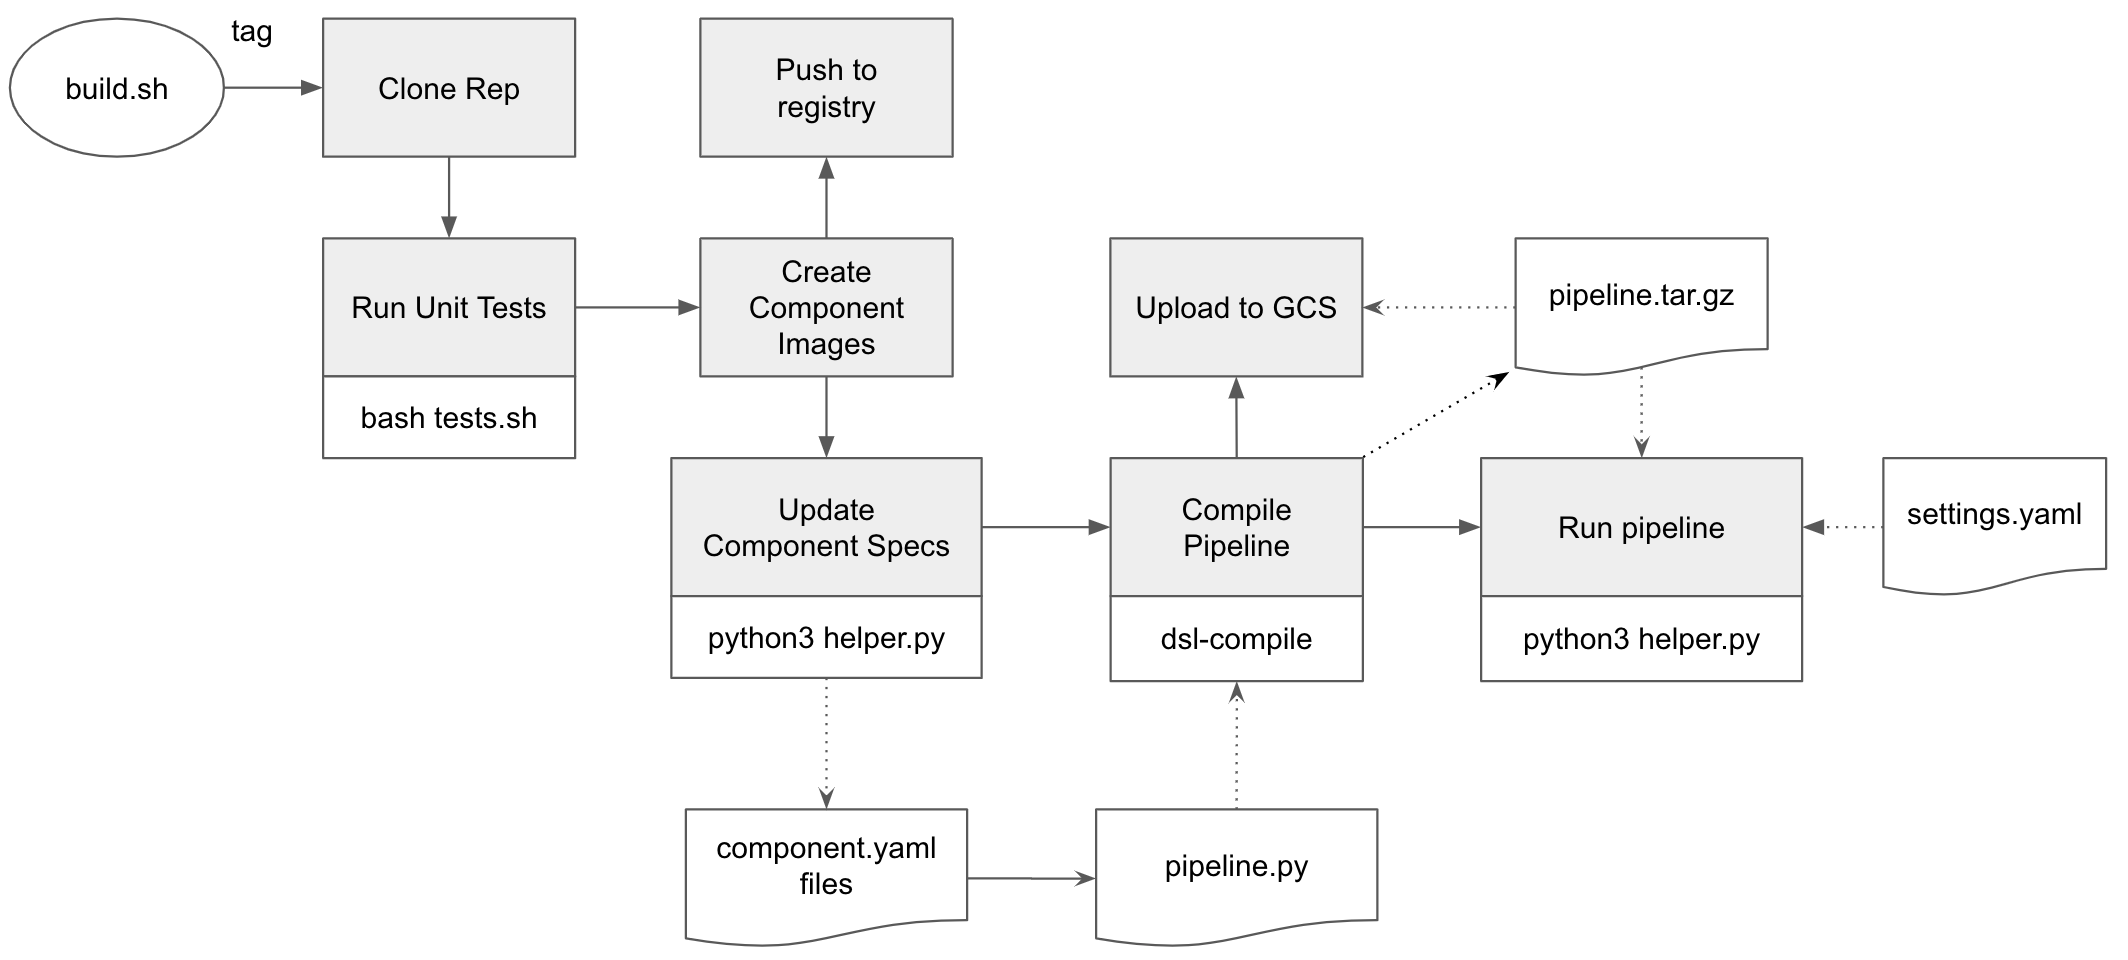 tag
build.sh
Clone Rep
Push to
registry
Run Unit Tests
bash tests.sh
Create
Component
Images
Upload to GCS
pipeline.tar.gz
Update
Component Specs
python3 helper.py
Compile
Pipeline
dsl-compile
Run pipeline
python3 helper.py
settings.yaml
component.yaml
files
pipeline.py